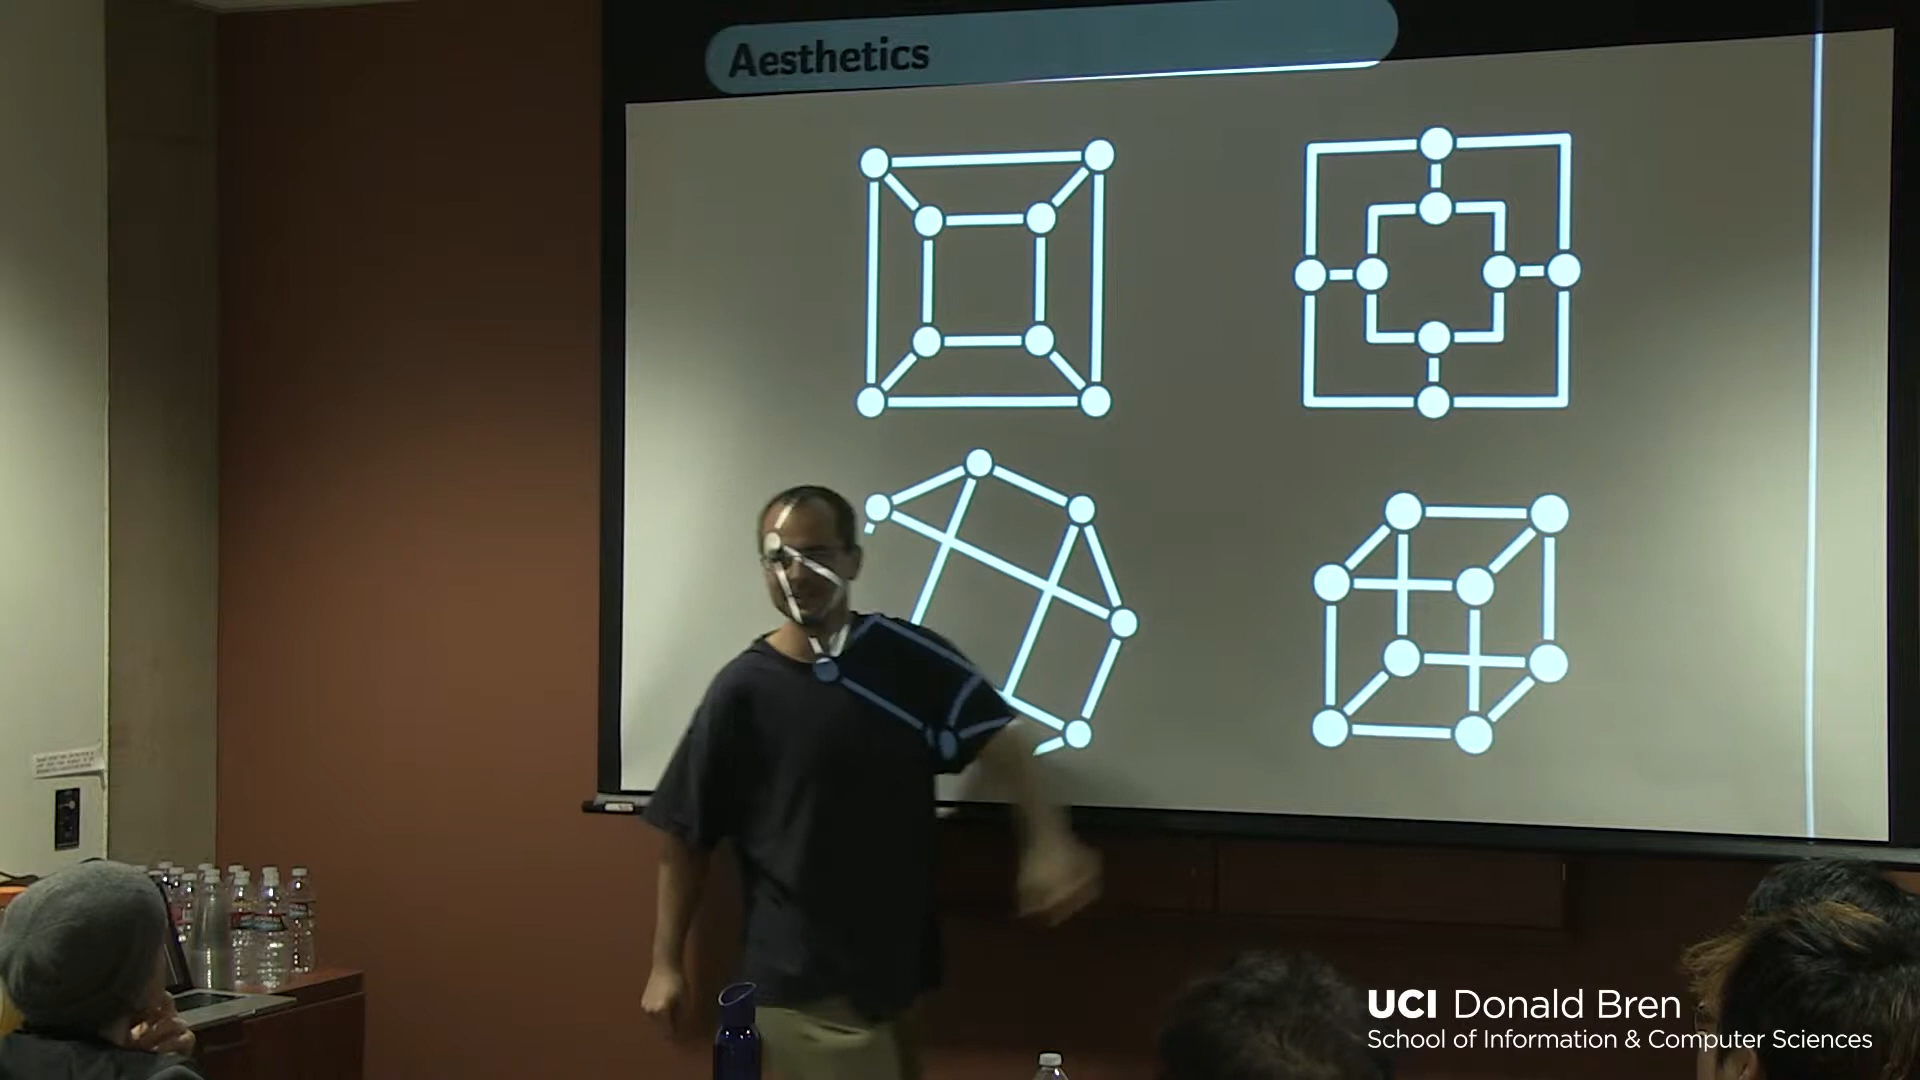 Aesthetics
UCI Donald Bren
School of Information & Computer Sciences